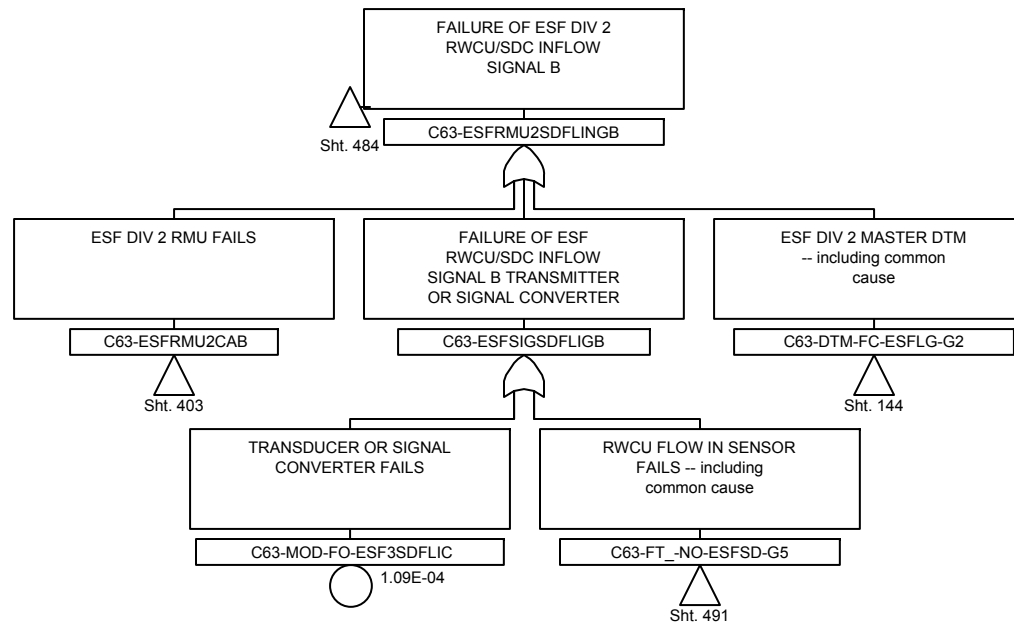 FAILURE OF ESF DIV 2
RWCU/SDC INFLOW
SIGNAL B
Sht. 484
C63-ESFRMU2SDFLINGB
ESF DIV 2 RMU FAILS
C63-ESFRMU2CAB
Sht. 403
FAILURE OF ESF
RWCU/SDC INFLOW
SIGNAL B TRANSMITTER
OR SIGNAL CONVERTER
C63-ESFSIGSDFLIGB
ESF DIV 2 MASTER DTM
-- including common
cause
C63-DTM-FC-ESFLG-G2
Sht. 144
TRANSDUCER OR SIGNAL
CONVERTER FAILS
C63-MOD-FO-ESF3SDFLIC
1.09E-04
RWCU FLOW IN SENSOR
FAILS -- including
common cause
C63-FT_-NO-ESFSD-G5
Sht. 491